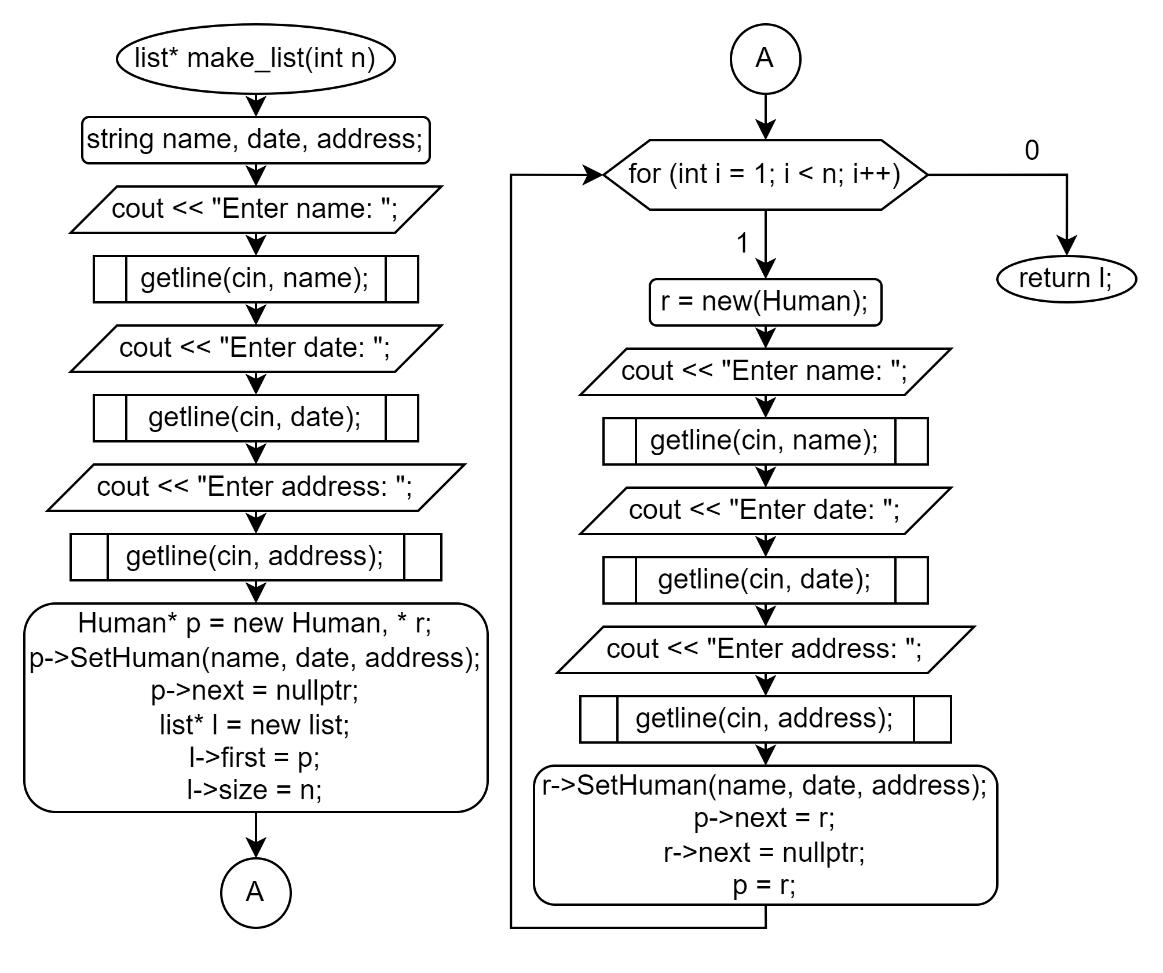 list* make_list(int n)
string name, date, address;
cout << "Enter name: ";
getline(cin, name);
cout << "Enter date: ";
getline(cin, date);
cout << "Enter address: ";
getline(cin, address);
Human* p = new Human, * r;
p->SetHuman(name, date, address);
p->next = nullptr;
list* l = new list;
l->first = p;
l->size = n;
A
A
for (int i = 1; i < n; i++)
0
return l;
1
r = new(Human);
cout << "Enter name: ";
getline(cin, name);
cout << "Enter date: ";
getline(cin, date);
cout << "Enter address: ";
getline(cin, address);
r->SetHuman(name, date, address);
p->next = r;
r->next = nullptr;
p = r;